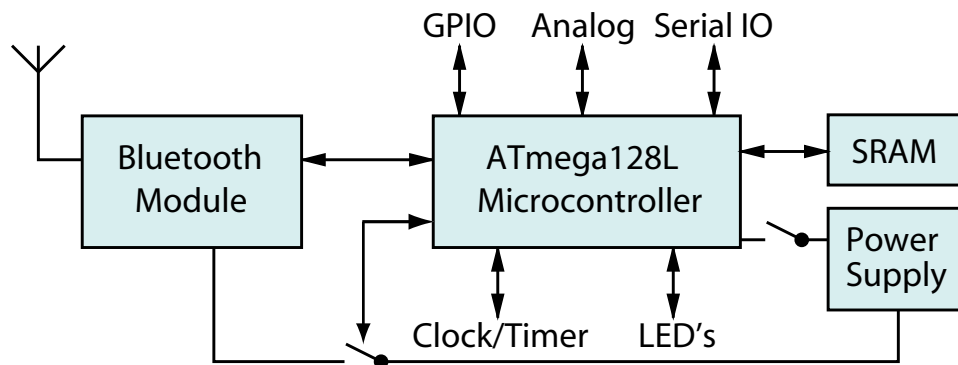 GPIO Analog Serial IO
Bluetooth
Module
ATmega128L
Microcontroller
SRAM
Power
Supply
Clock/Timer LED's